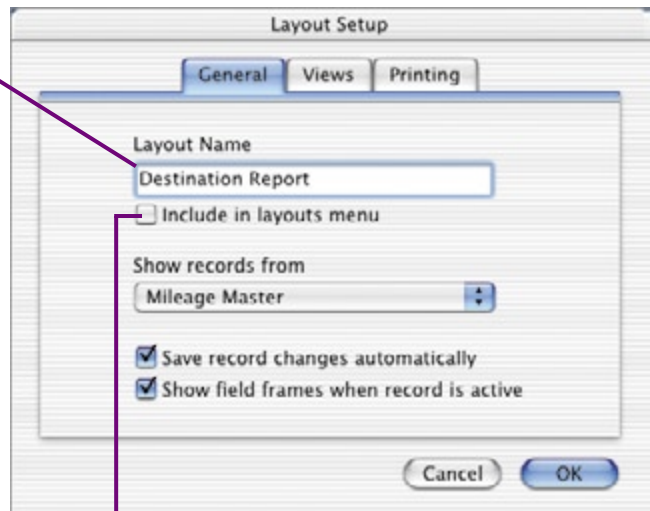 Layout Setup
General Views Printing
Layout Name
Destination Report
Include in layouts menu
Show records from
Mileage Master
Save record changes automatically
Show field frames when record is active
Cancel OK